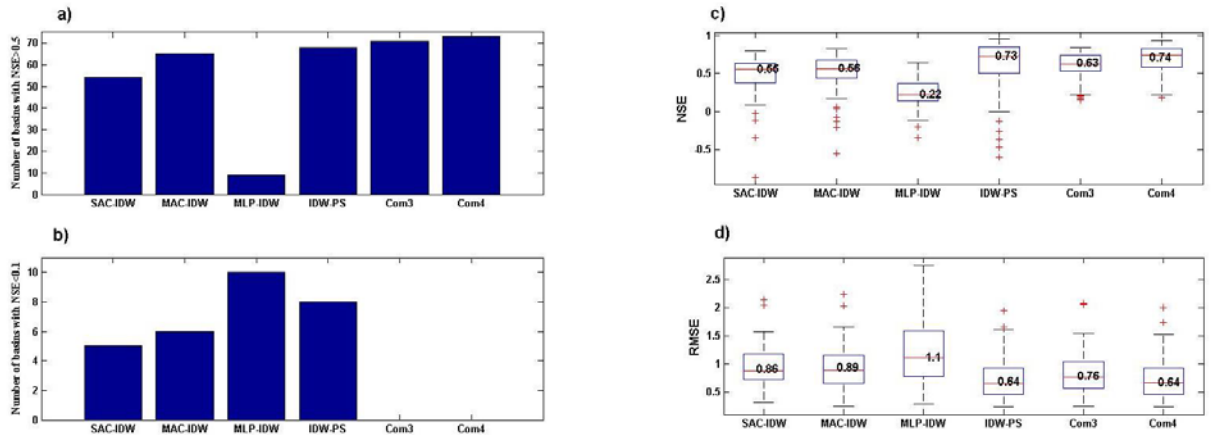 a)
Number of basins with NSE>0.5
70
60
50
40
30
20
10
0
SAC-IDW MAC-IDW MLP-IDW IDW-PS Com3 Com4
b)
Number of basins with NSE<0.1
10
8
6
4
2
0
SAC-IDW MAC-IDW MLP-IDW IDW-PS Com3 Com4
c)
NSE
1
0.5
0
0.5
0.56 0.56 0.22 0.73 0.63 0.74
SAC-IDW MAC-IDW MLP-IDW IDW-PS Com3 Com4
d)
RMSE
2.5
2
1.5
1
0.5
0.86 0.89 1.1 0.64 0.76 0.64
SAC-IDW MAC-IDW MLP-IDW IDW-PS Com3 Com4